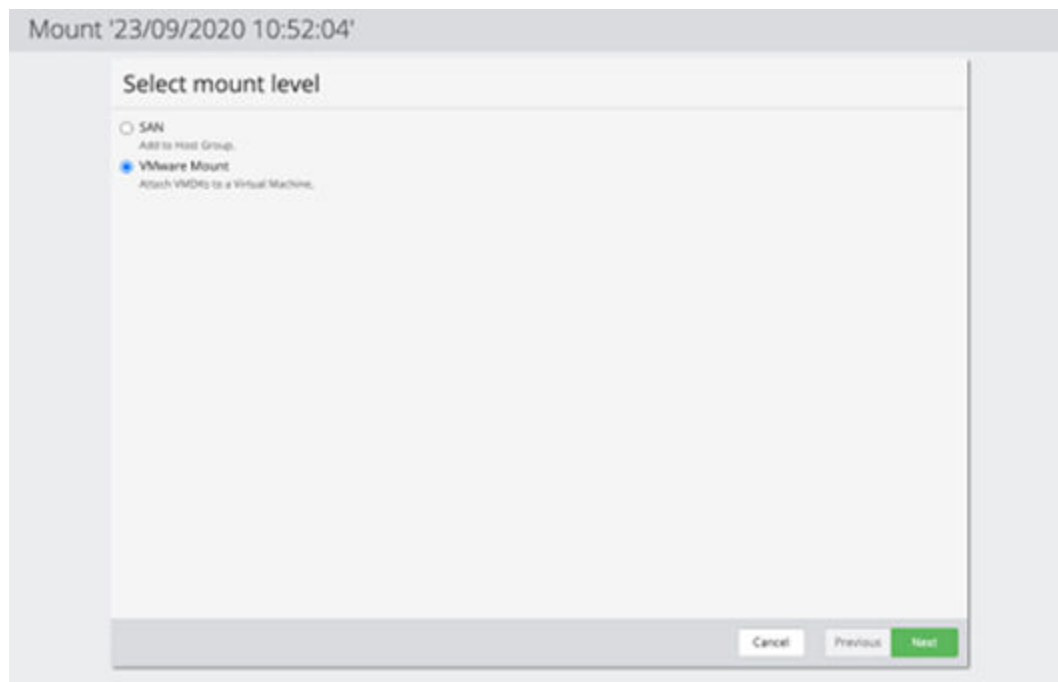 Mount '23/09/2020 10:52:04'
Select mount level
SAN
Add to Host Group.
VMware Mount
Attach VMDKs to a Virtual Machine.
Cancel
Previous
Next